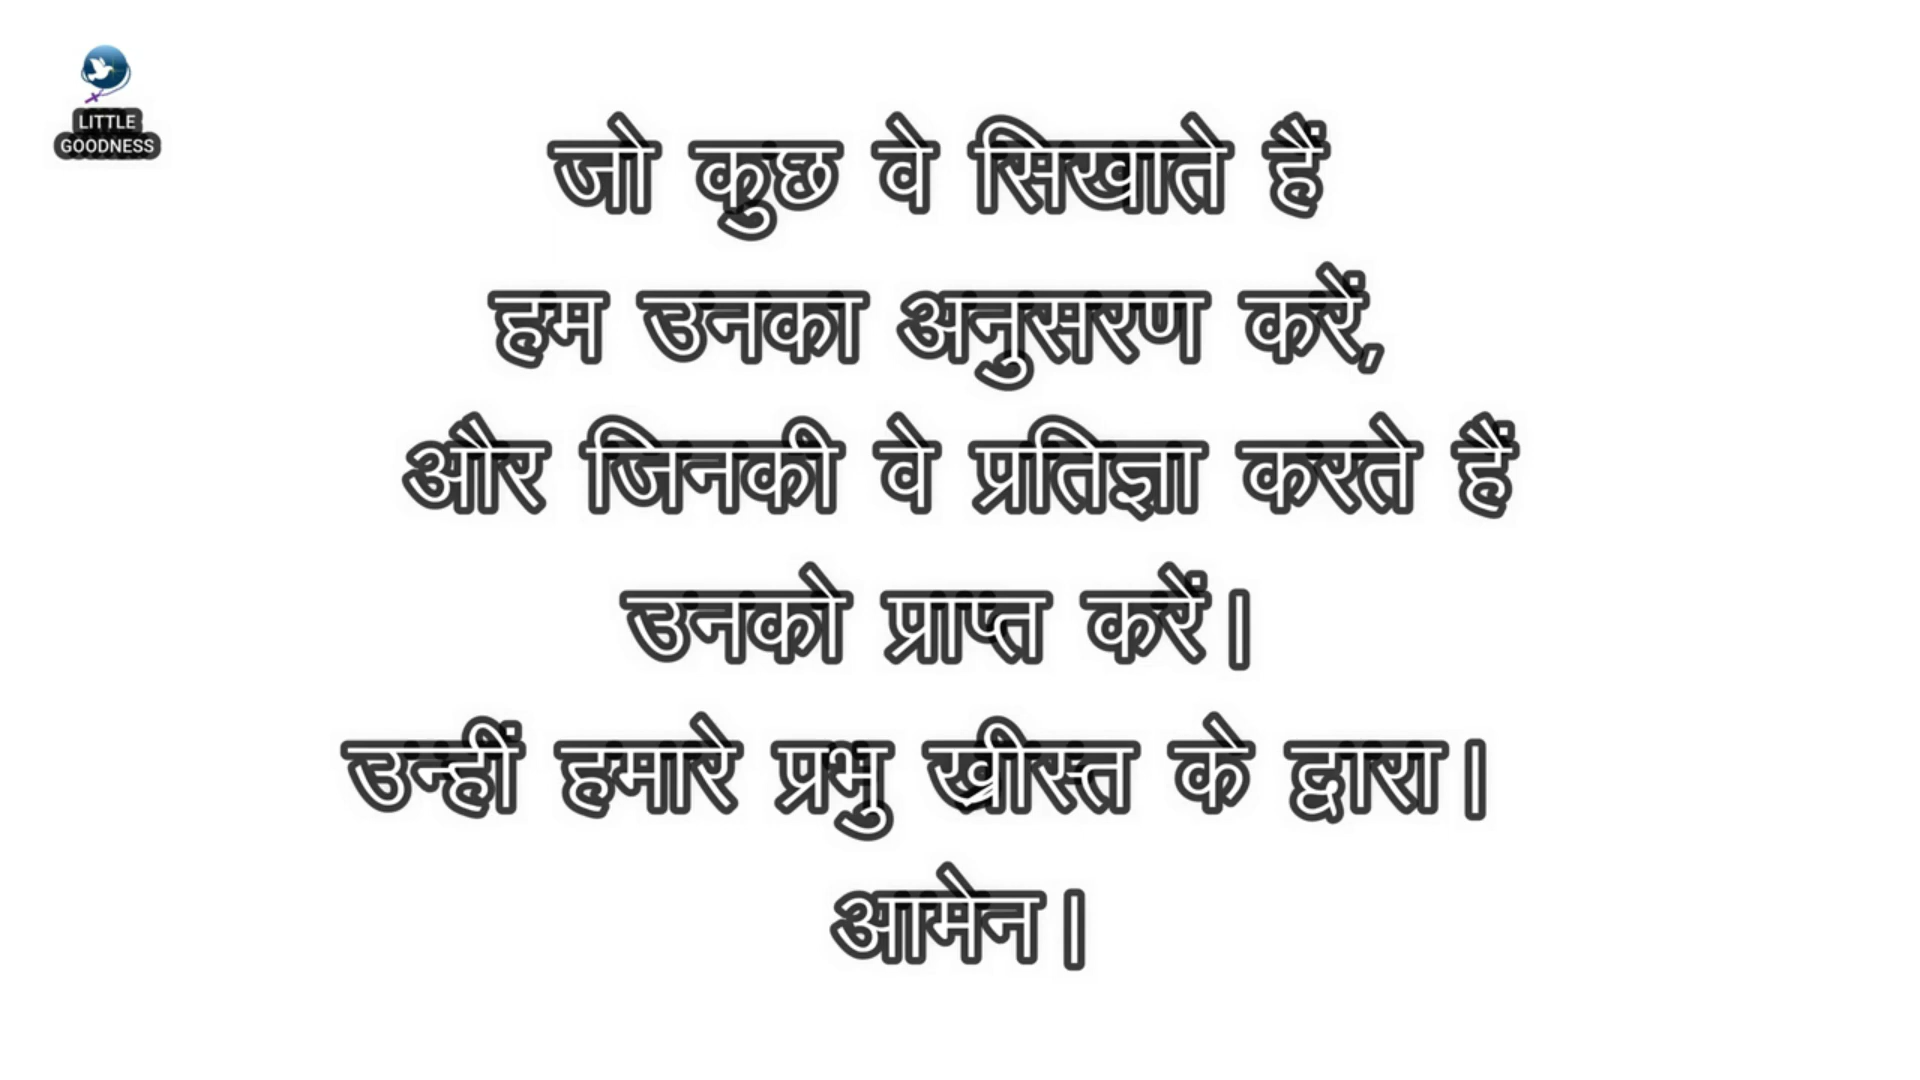 LITTLE
GOODNESS
जो कुछ वे सिखाते हैं
हम उनका अनुसरण करें,
और जिनकी वे प्रतिज्ञा करते हैं
उनको प्राप्त करें।
उन्हीं हमारे प्रभु ख्रीस्त के द्वारा।
आमेन।